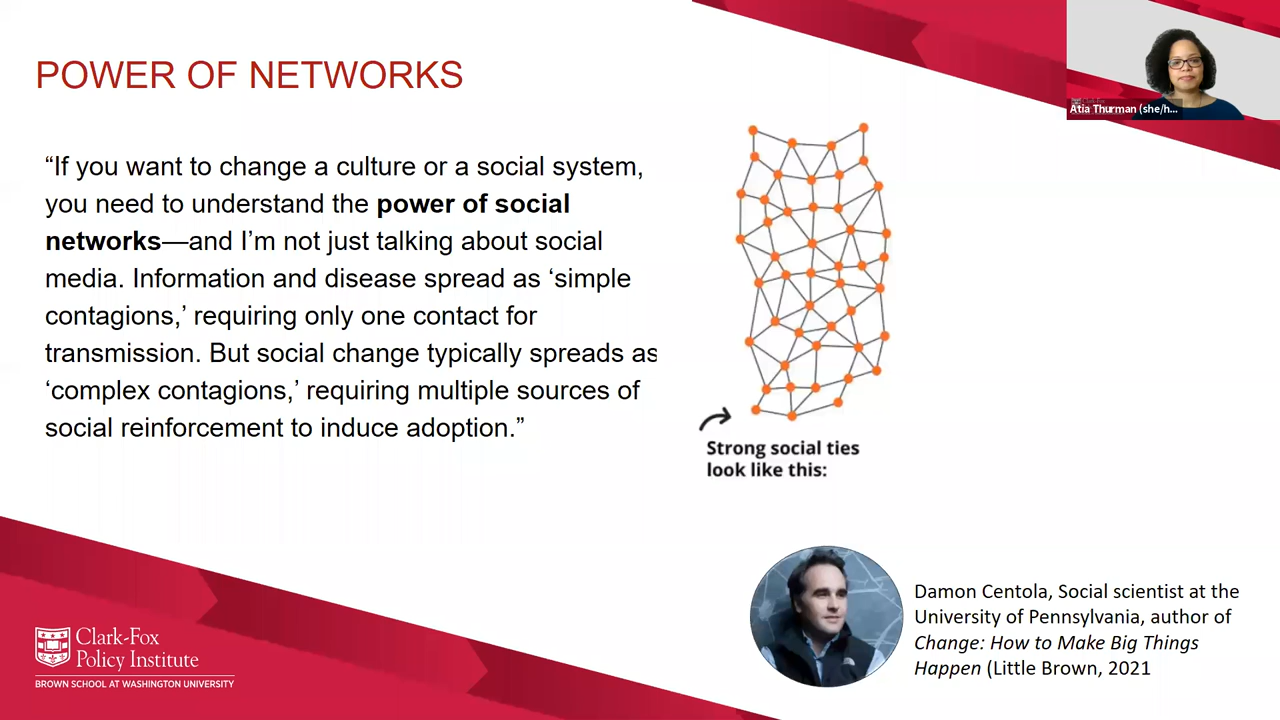 POWER OF NETWORKS
“If you want to change a culture or a social system,
you need to understand the power of social
networks—and I’m not just talking about social
media. Information and disease spread as ‘simple
contagions,’ requiring only one contact for
transmission. But social change typically spreads as
‘complex contagions,’ requiring multiple sources of
social reinforcement to induce adoption.”
Atia Thurman (she/h...
Strong social ties
look like this:
Damon Centola, Social scientist at the
University of Pennsylvania, author of
Change: How to Make Big Things
Happen (Little Brown, 2021
Clark-Fox
Policy Institute
BROWN SCHOOL AT WASHINGTON UNIVERSITY